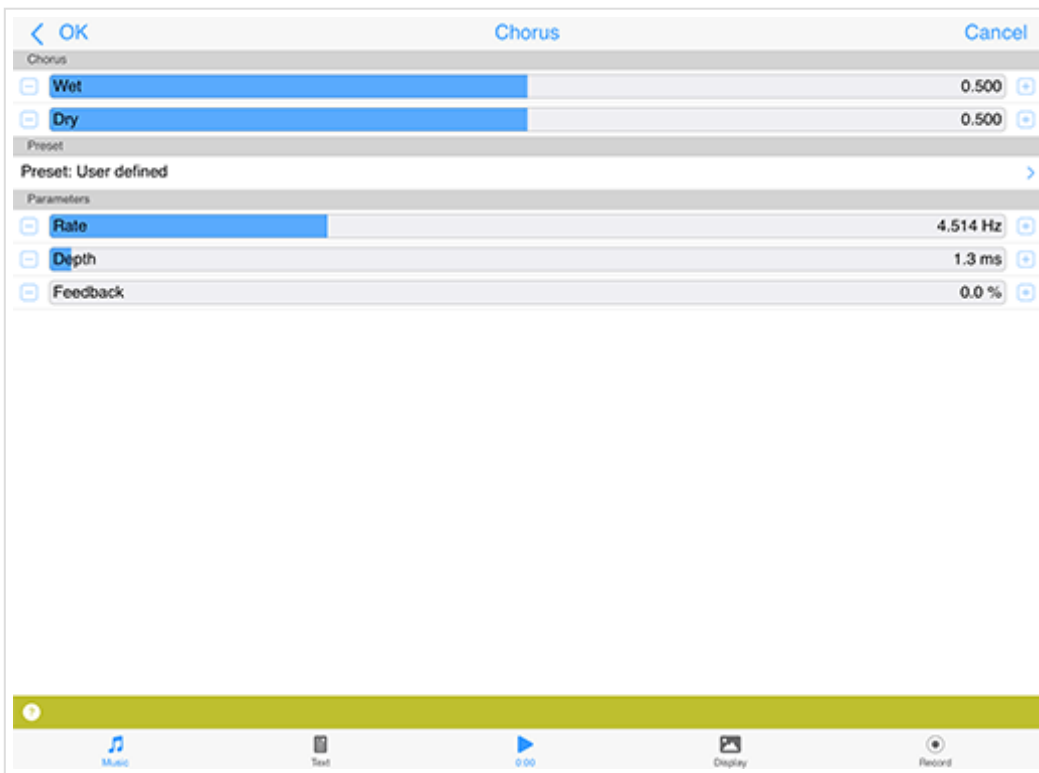 OK Chorus Cancel
Chorus
Wet 0.500
Dry 0.500
Preset
Preset: User defined
Parameters
Rate 4.514 Hz
Depth 1.3 ms
Feedback 0.0 %
?
Music Text 0:00 Display Record